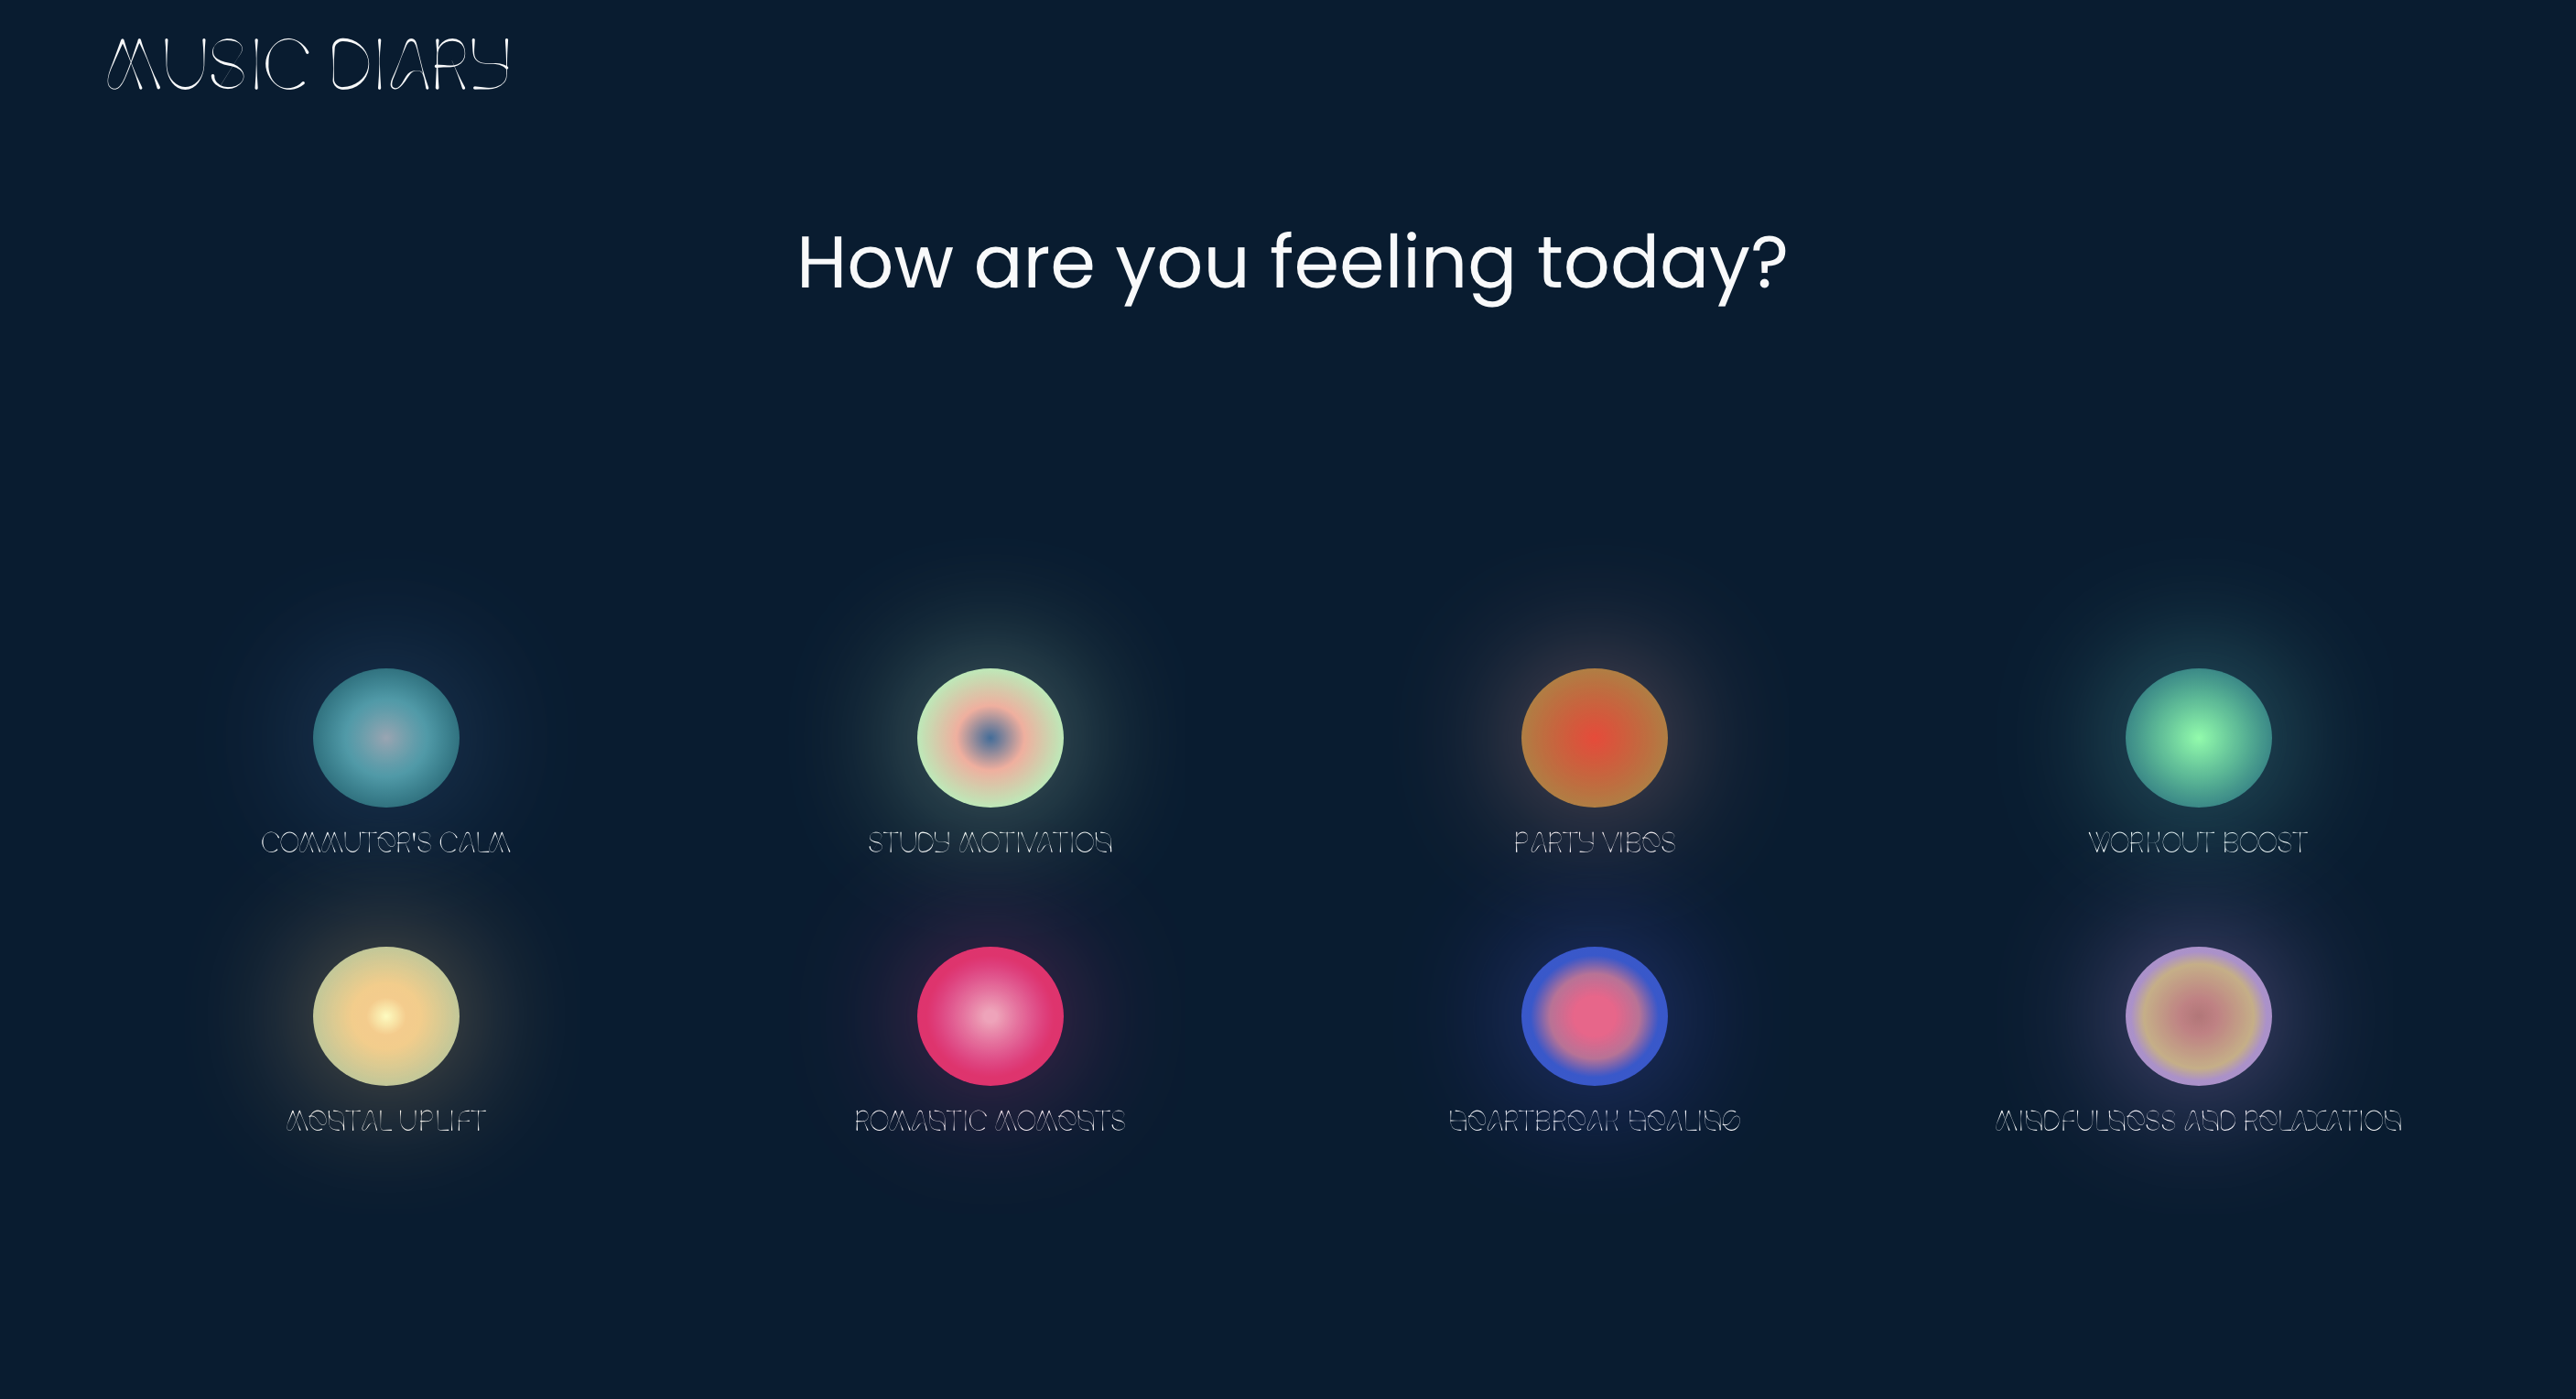 MUSIC DIARY
How are you feeling today?
COMMUTER'S CALM
STUDY MOTIVATION
PARTY VIBES
WORKOUT BOOST
MENTAL UPLIFT
ROMANTIC MOMENTS
HEARTBREAK HEALING
MINDFULNESS AND RELAXATION